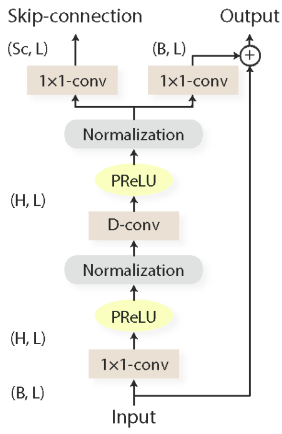 Skip-connection Output
(Sc, L) (B, L)
+
1×1-conv 1×1-conv
Normalization
PReLU
(H, L)
D-conv
Normalization
PReLU
(H, L)
1×1-conv
(B, L)
Input